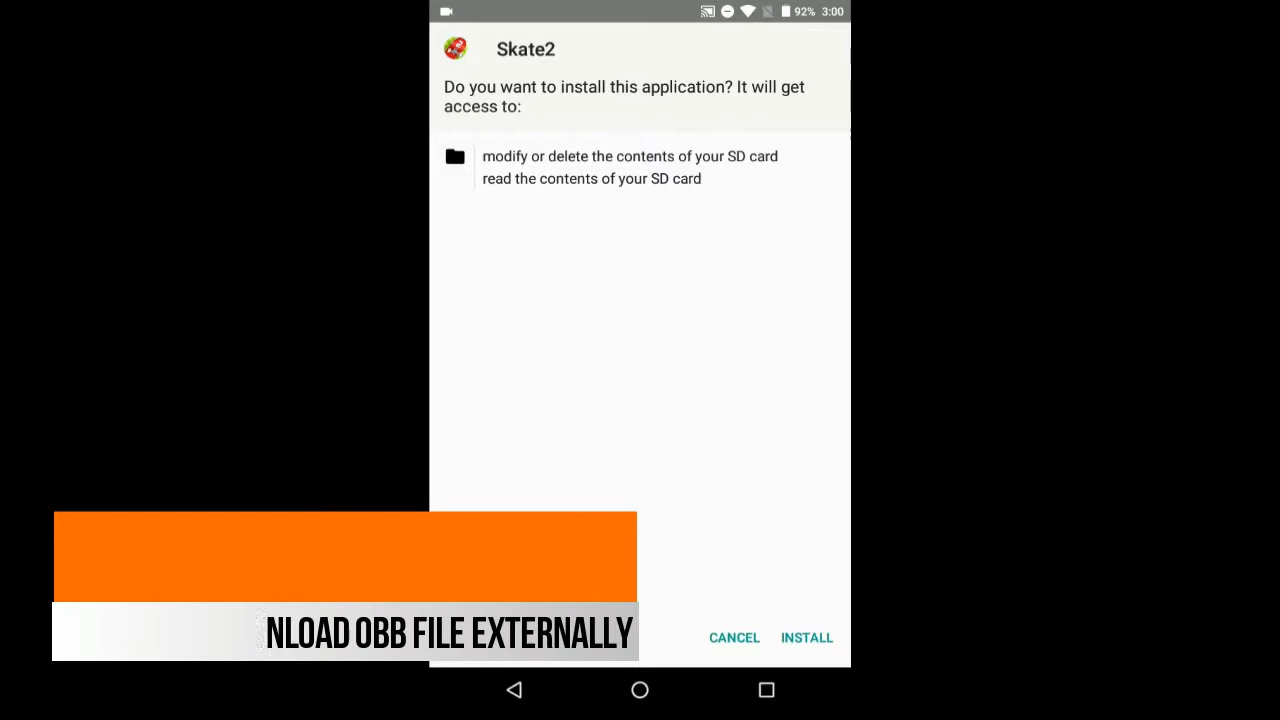 92% 3:00
Skate2
Do you want to install this application? It will get
access to:
modify or delete the contents of your SD card
read the contents of your SD card
NLOAD OBB FILE EXTERNALLY
CANCEL INSTALL